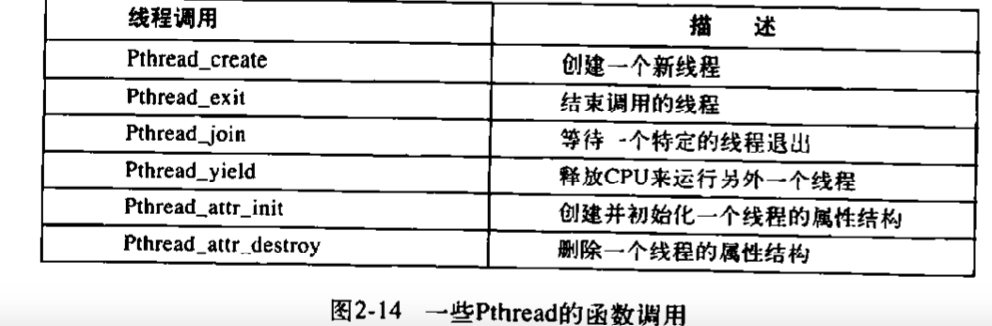 线程调用 描 述
Pthread_create 创建一个新线程
Pthread_exit 结束调用的线程
Pthread_join 等待一个特定的线程退出
Pthread_yield 释放CPU来运行另外一个线程
Pthread_attr_init 创建并初始化一个线程的属性结构
Pthread_attr_destroy 删除一个线程的属性结构
图2-14 一些Pthread的函数调用